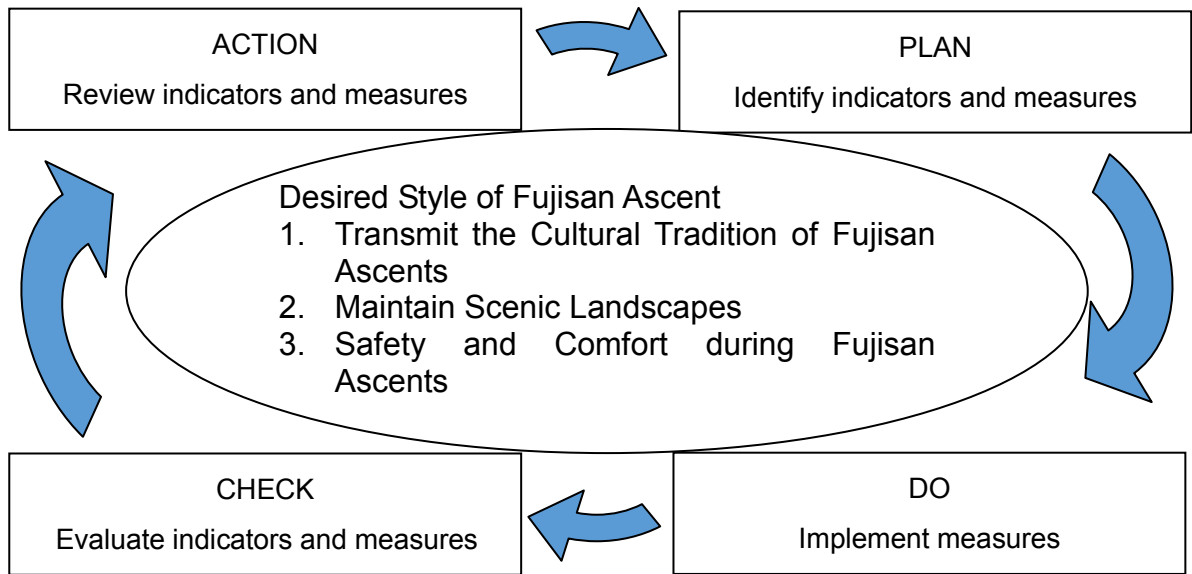 ACTION
Review indicators and measures
PLAN
Identify indicators and measures
Desired Style of Fujisan Ascent
1. Transmit the Cultural Tradition of Fujisan
Ascents
2. Maintain Scenic Landscapes
3. Safety and Comfort during Fujisan
Ascents
CHECK
Evaluate indicators and measures
DO
Implement measures